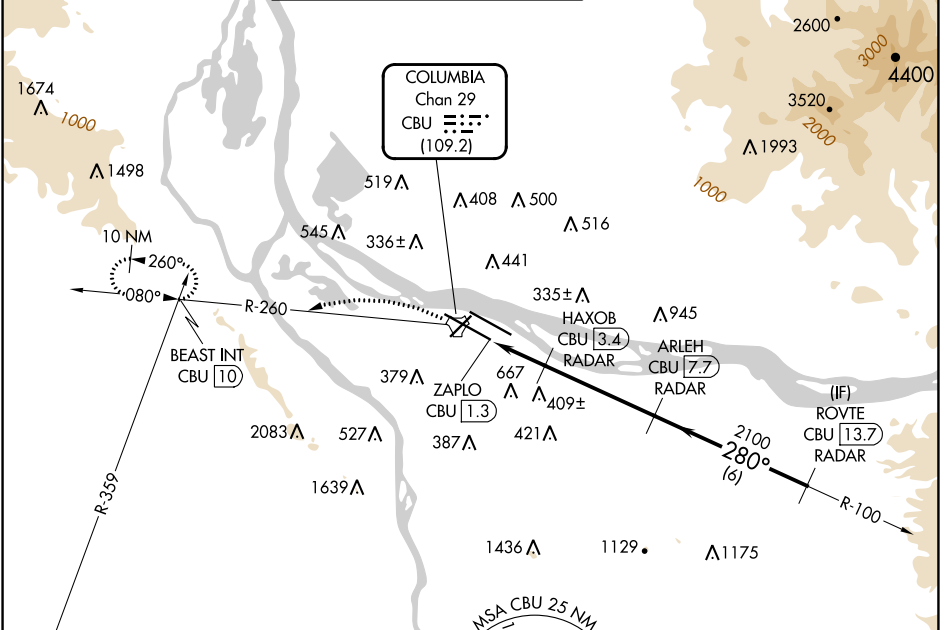 2600
3000
4400
1674
1000
COLUMBIA
Chan 29
CBU
(109.2)
3520
2000
1993
1498
519
408
500
1000
516
545
336±
441
10 NM
260°
080°
R-260
335±
HAXOB
CBU 3.4
RADAR
945
ARLEH
CBU 7.7
RADAR
BEAST INT
CBU 10
379
667
ZAPLO
CBU 1.3
409±
(IF)
ROVTE
CBU 13.7
RADAR
2083
527
387
421
2100
280°
(6)
1639
R-359
R-100
1436
1129
1175
MSA CBU 25 NM